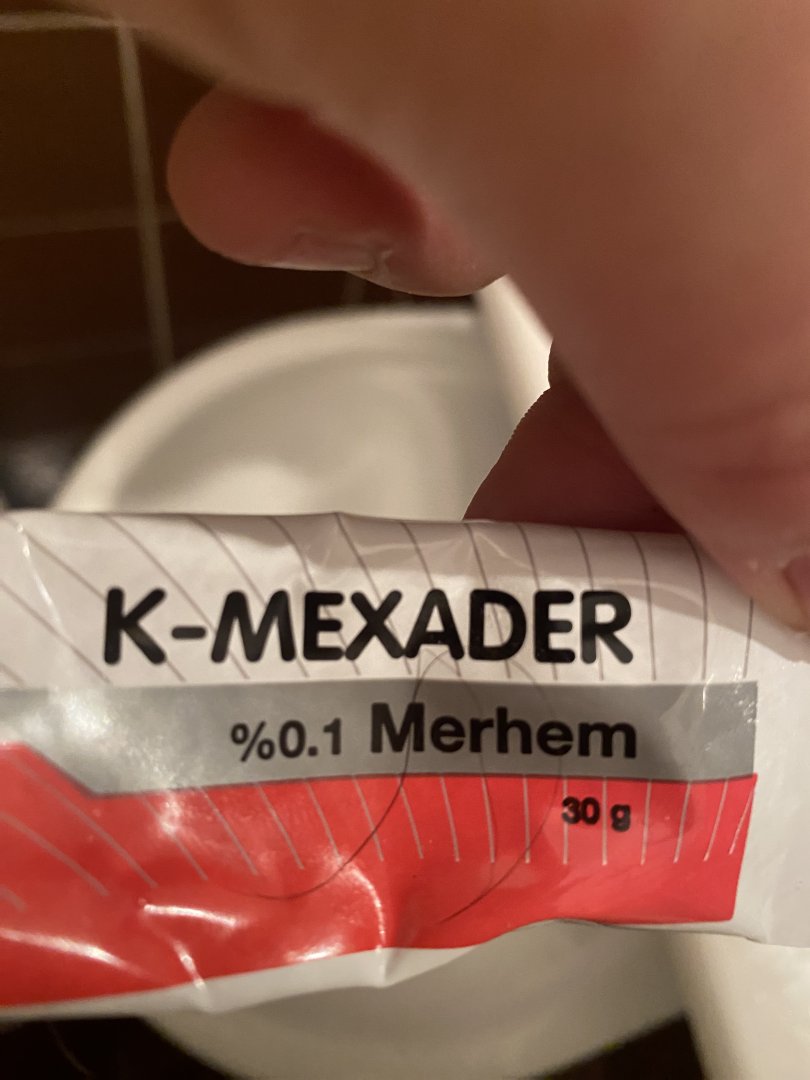 K-MEXADER
%0.1 Merhem
30 g